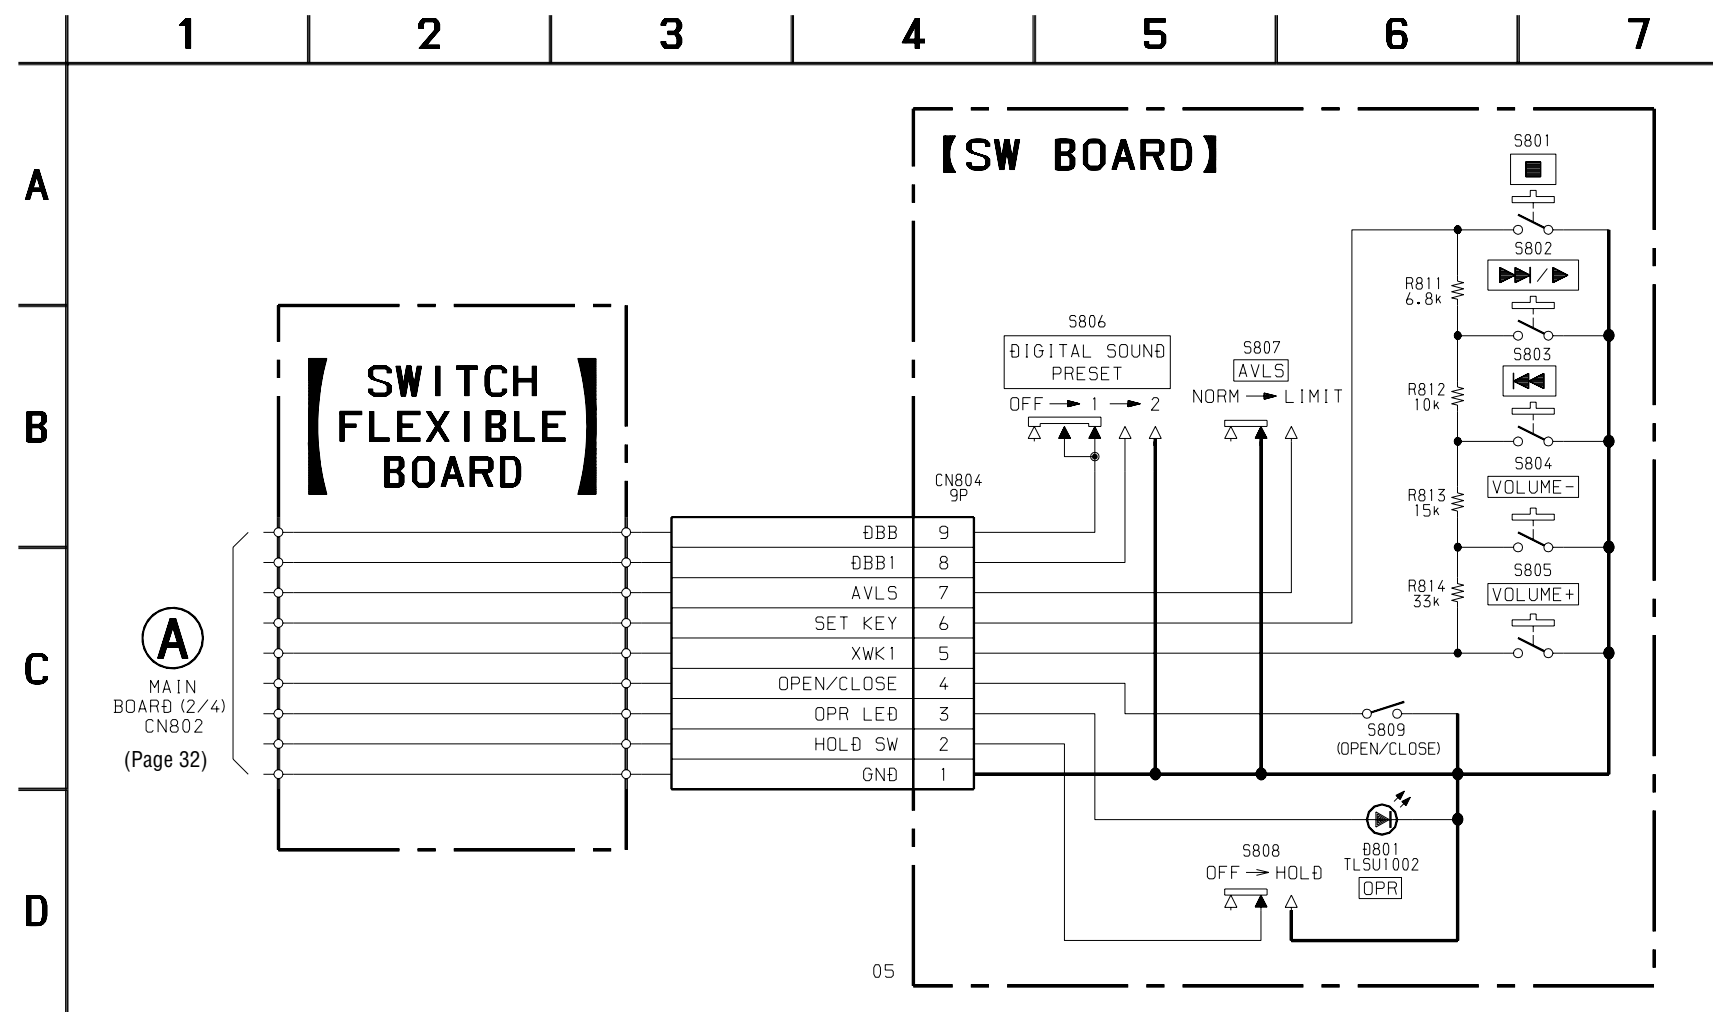 1 2 3 4 5 6 7
A
B
C
D
【SW BOARD】
S801
S802
R811
6.8k
S803
R812
10k
S804
VOLUME-
R813
15k
S805
VOLUME+
R814
33k
S806
DIGITAL SOUND
PRESET
OFF 1 2
S807
AVLS
NORM LIMIT
【SWITCH
FLEXIBLE
BOARD】
CN804
9P
DBB 9
DBB1 8
AVLS 7
SET KEY 6
XWK1 5
OPEN/CLOSE 4
OPR LED 3
HOLD SW 2
GND 1
A
MAIN
BOARD (2/4)
CN802
(Page 32)
S809
(OPEN/CLOSE)
D801
TLSU1002
OPR
S808
OFF HOLD
05